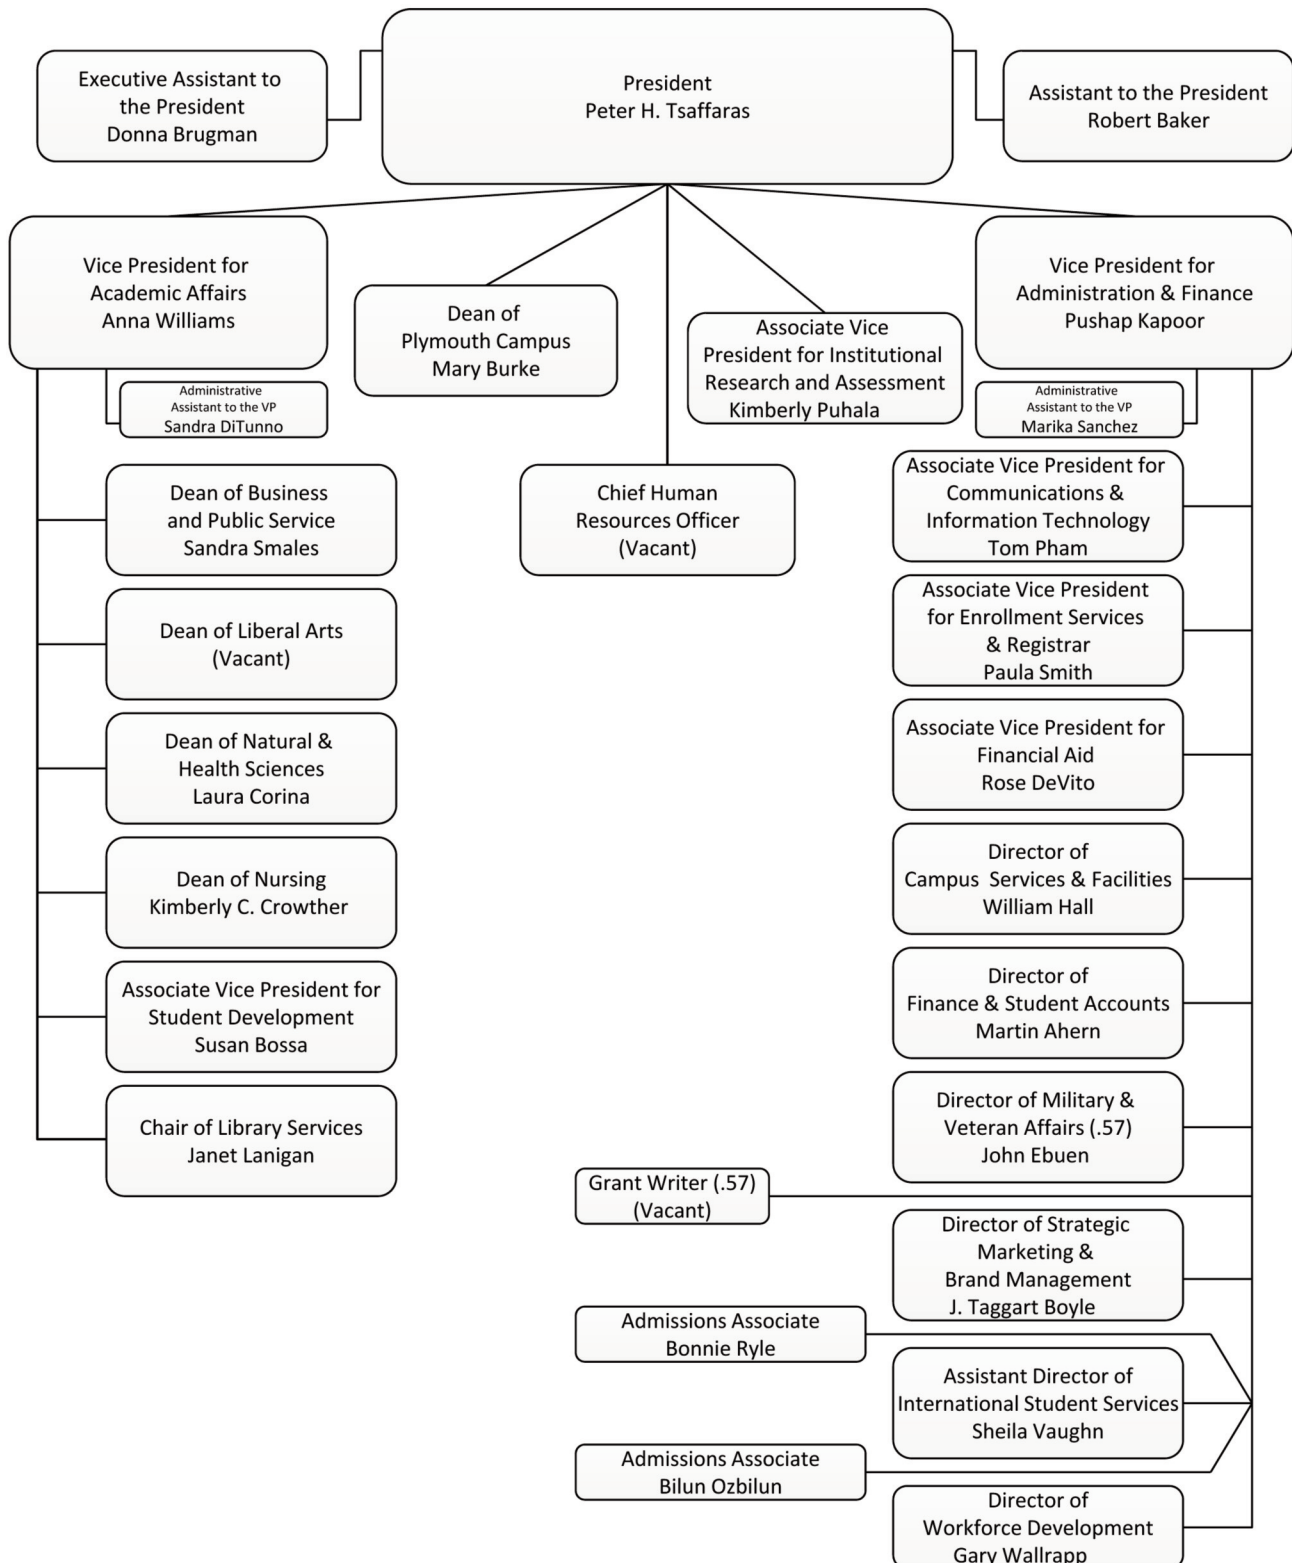 President
Peter H. Tsaffaras
Executive Assistant to
the President
Donna Brugman
Assistant to the President
Robert Baker
Vice President for
Academic Affairs
Anna Williams
Dean of
Plymouth Campus
Mary Burke
Associate Vice
President for Institutional
Research and Assessment
Kimberly Puhala
Vice President for
Administration & Finance
Pushap Kapoor
Administrative
Assistant to the VP
Sandra DiTunno
Administrative
Assistant to the VP
Marika Sanchez
Chief Human
Resources Officer
(Vacant)
Dean of Business
and Public Service
Sandra Smales
Dean of Liberal Arts
(Vacant)
Dean of Natural &
Health Sciences
Laura Corina
Dean of Nursing
Kimberly C. Crowther
Associate Vice President for
Student Development
Susan Bossa
Chair of Library Services
Janet Lanigan
Associate Vice President for
Communications &
Information Technology
Tom Pham
Associate Vice President
for Enrollment Services
& Registrar
Paula Smith
Associate Vice President for
Financial Aid
Rose DeVito
Director of
Campus Services & Facilities
William Hall
Director of
Finance & Student Accounts
Martin Ahern
Director of Military &
Veteran Affairs (.57)
John Ebuen
Grant Writer (.57)
(Vacant)
Director of Strategic
Marketing &
Brand Management
J. Taggart Boyle
Admissions Associate
Bonnie Ryle
Assistant Director of
International Student Services
Sheila Vaughn
Admissions Associate
Bilun Ozbilun
Director of
Workforce Development
Gary Wallrapp